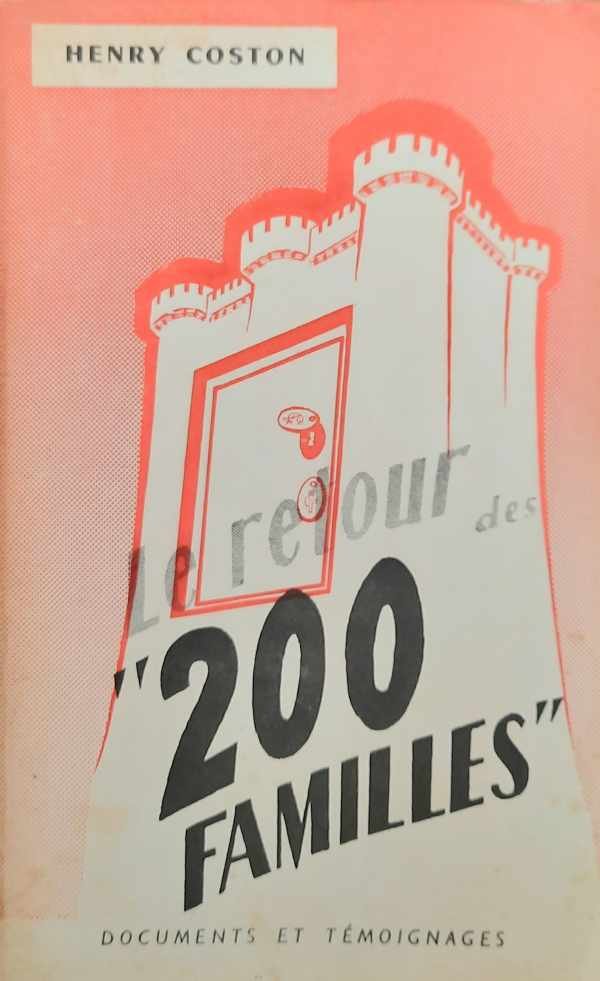 HENRY COSTON
Le retour des
"200
FAMILLES"
DOCUMENTS ET TÉMOIGNAGES